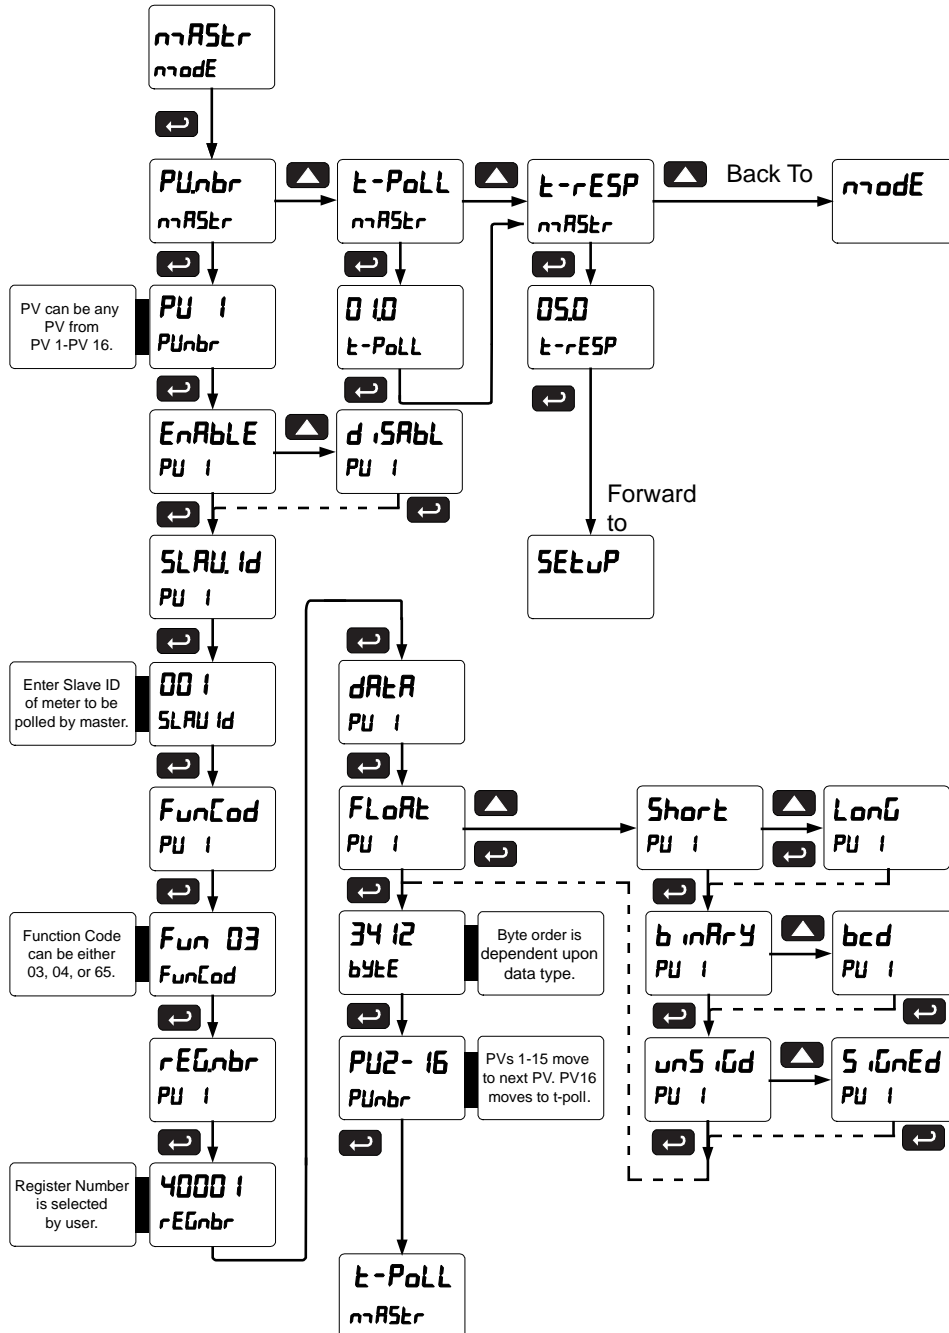 mAStr
modE
PV.nbr
mAStr
t-PoLL
mAStr
t-rESP
mAStr
Back To
modE
PV can be any
PV from
PV 1-PV 16.
PV 1
PVnbr
01.0
t-PoLL
05.0
t-rESP
EnAbLE
PV 1
diSAbL
PV 1
Forward
to
SEtuP
SLAV.Id
PV 1
Enter Slave ID
of meter to be
polled by master.
001
SLAVId
dAtA
PV 1
FunCod
PV 1
FLoAt
PV 1
Short
PV 1
LonG
PV 1
Function Code
can be either
03, 04, or 65.
Fun 03
FunCod
3412
bytE
Byte order is
dependent upon
data type.
binAry
PV 1
bcd
PV 1
rEG.nbr
PV 1
PV2-16
PVnbr
PVs 1-15 move
to next PV. PV16
moves to t-poll.
unSiGd
PV 1
SiGnEd
PV 1
Register Number
is selected
by user.
40001
rEGnbr
t-PoLL
mAStr